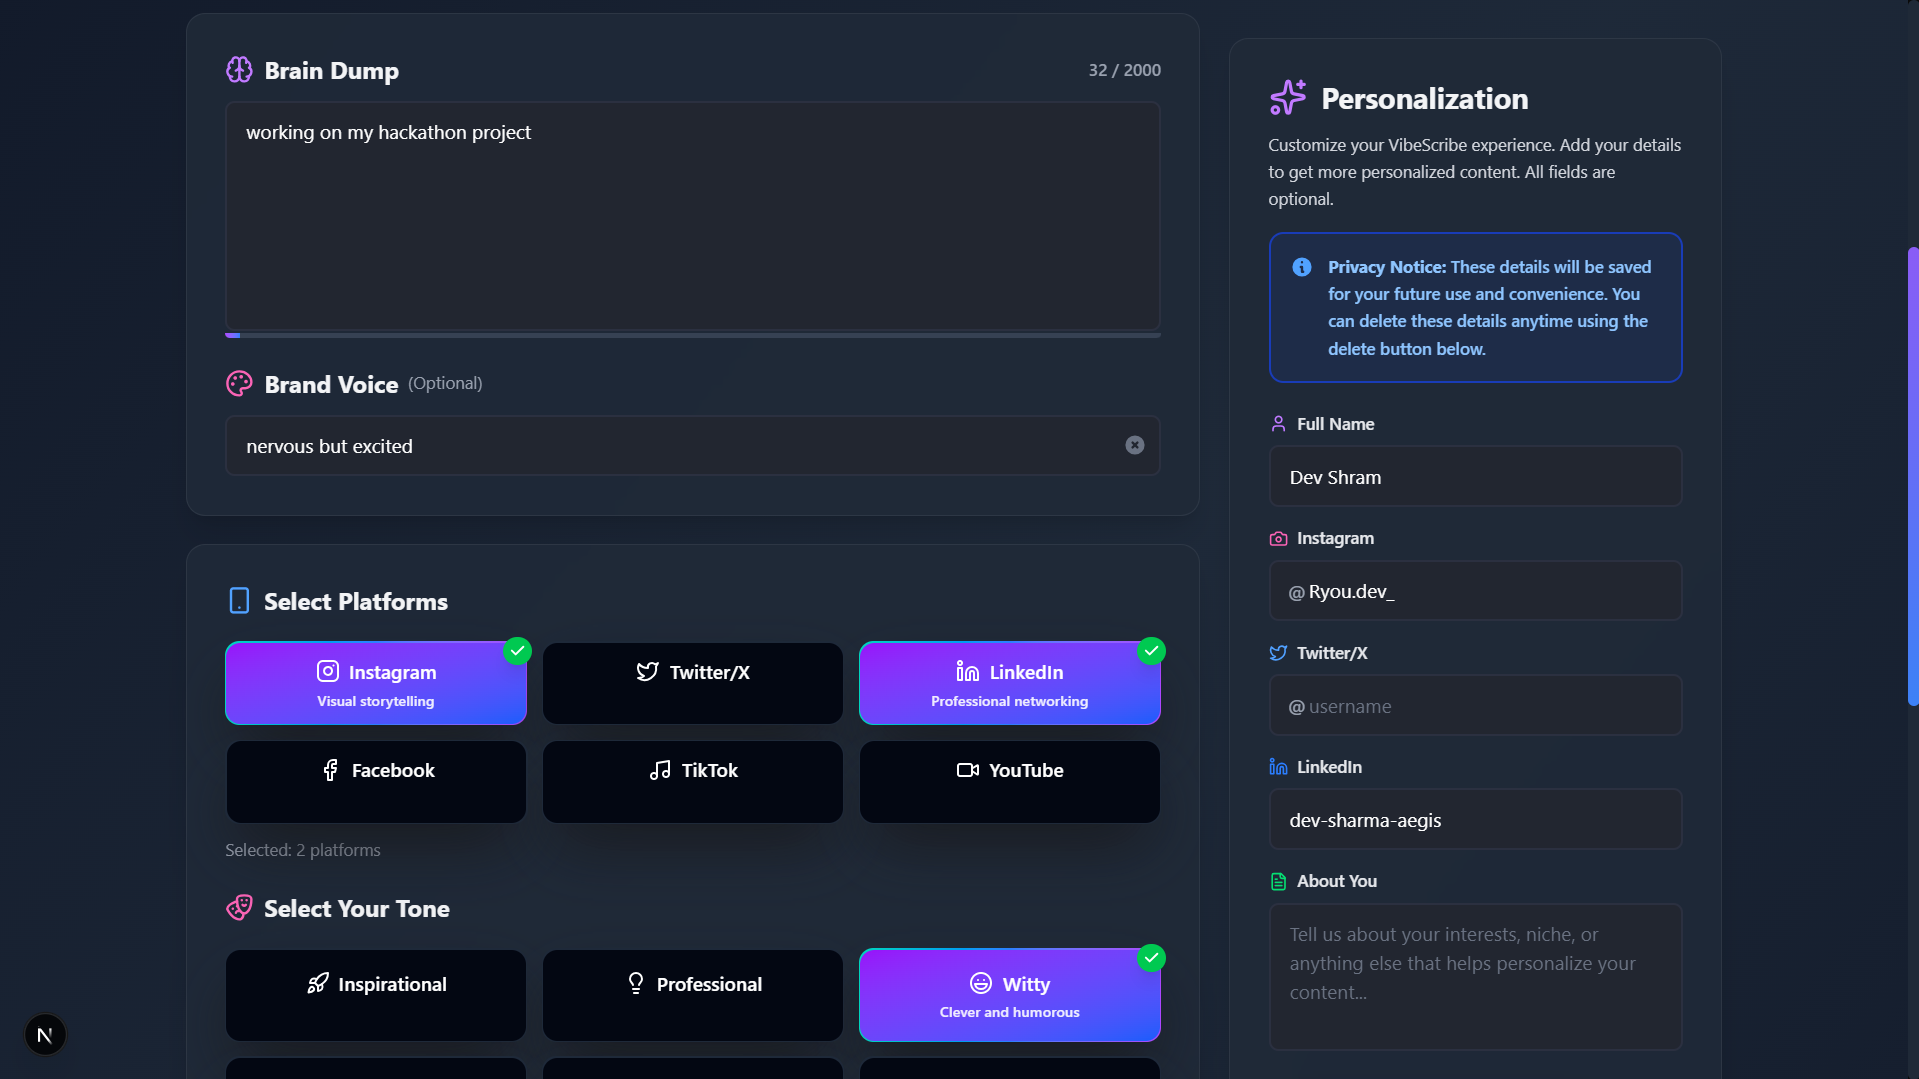 Brain Dump
32 / 2000
working on my hackathon project
Brand Voice (Optional)
nervous but excited
Select Platforms
Instagram
Visual storytelling
Twitter/X
LinkedIn
Professional networking
Facebook
TikTok
YouTube
Selected: 2 platforms
Select Your Tone
Inspirational
Professional
Witty
Clever and humorous
N
Personalization
Customize your VibeScribe experience. Add your details
to get more personalized content. All fields are
optional.
Privacy Notice: These details will be saved
for your future use and convenience. You
can delete these details anytime using the
delete button below.
Full Name
Dev Shram
Instagram
@ Ryou.dev_
Twitter/X
@ username
LinkedIn
dev-sharma-aegis
About You
Tell us about your interests, niche, or
anything else that helps personalize your
content...